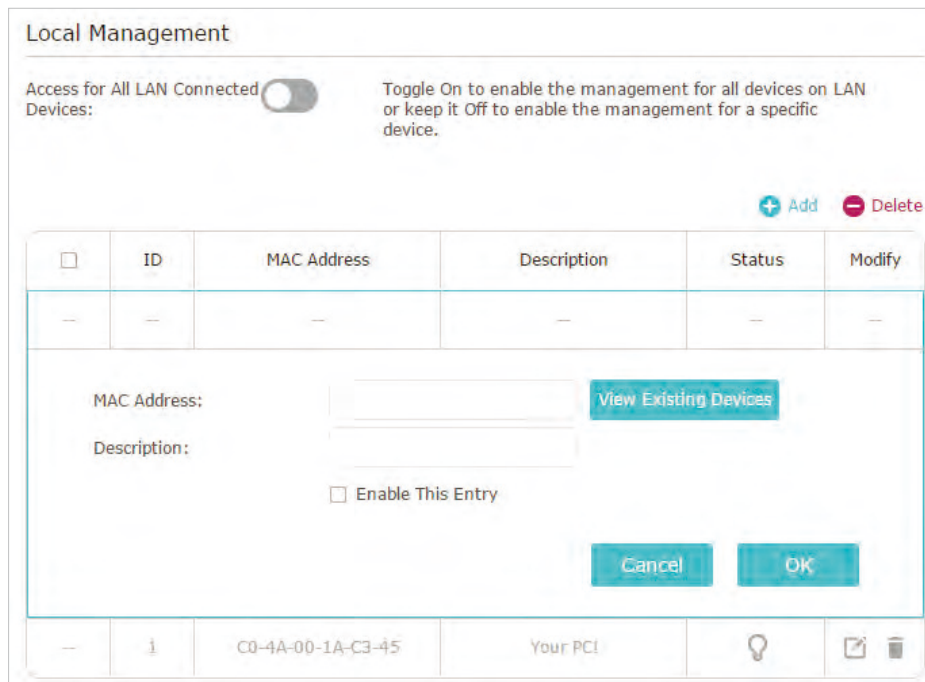 Local Management
Access for All LAN Connected
Devices:
Toggle On to enable the management for all devices on LAN
or keep it Off to enable the management for a specific
device.
Add Delete
ID MAC Address Description Status Modify
-- -- -- -- -- --
MAC Address: View Existing Devices
Description:
Enable This Entry
Cancel OK
-- 1 C0-4A-00-1A-C3-45 Your PC!